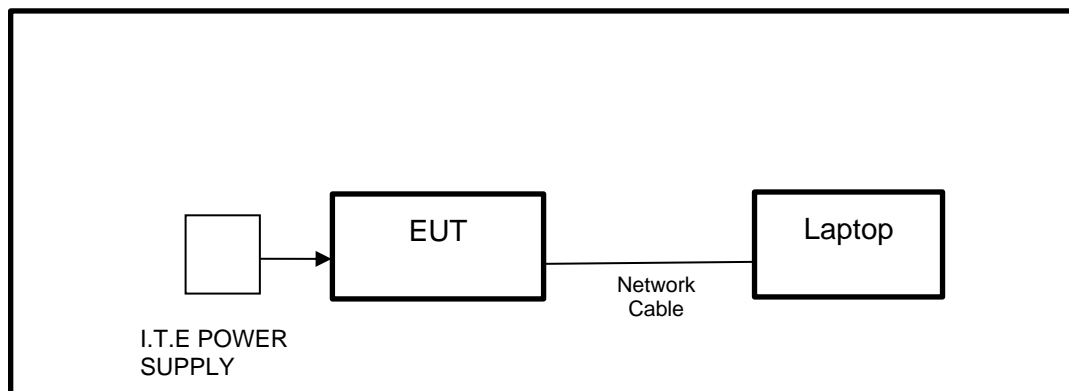 EUT
Laptop
Network
Cable
I.T.E POWER
SUPPLY